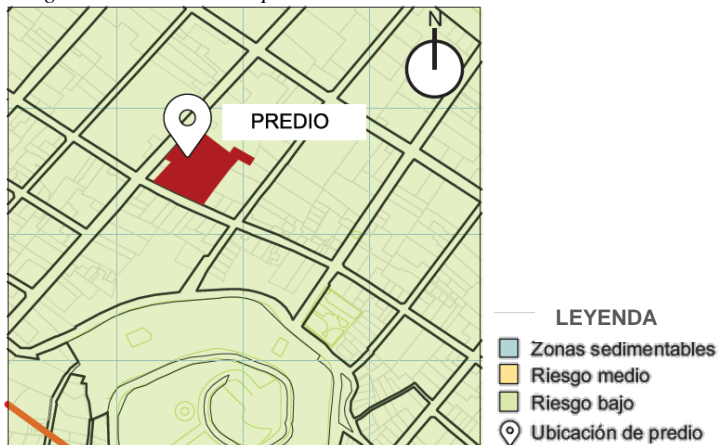 N
PREDIO
LEYENDA
Zonas sedimentables
Riesgo medio
Riesgo bajo
Ubicación de predio